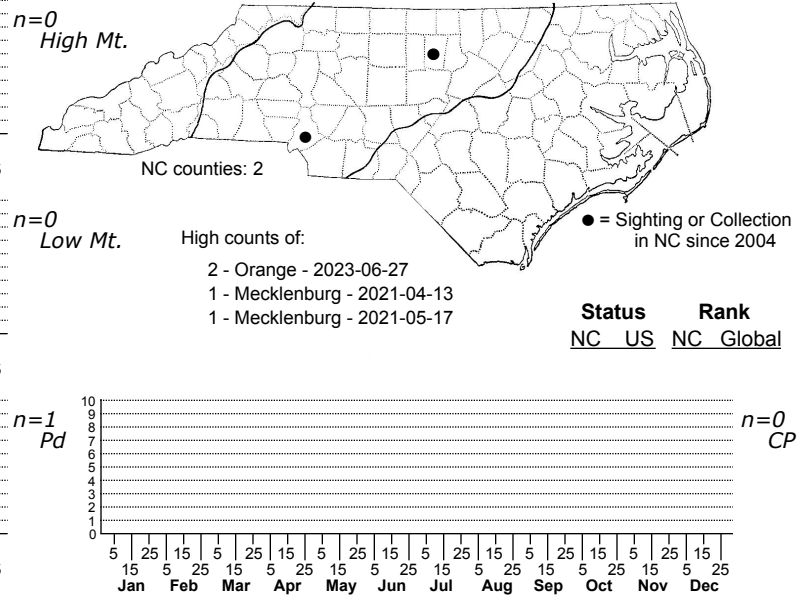 n=0
High Mt.
NC counties: 2
n=0
Low Mt.
High counts of:
2 - Orange - 2023-06-27
1 - Mecklenburg - 2021-04-13
1 - Mecklenburg - 2021-05-17
● = Sighting or Collection
in NC since 2004
Status Rank
NC US NC Global
n=1
Pd
10
9
8
7
6
5
4
3
2
1
0
n=0
CP
5 25 15 5 25 15 5 25 15 5 25 15 5 25 15 5 25 15
15 5 25 15 5 25 15 5 25 15 5 25 15 5 25 15 5 25
Jan Feb Mar Apr May Jun Jul Aug Sep Oct Nov Dec